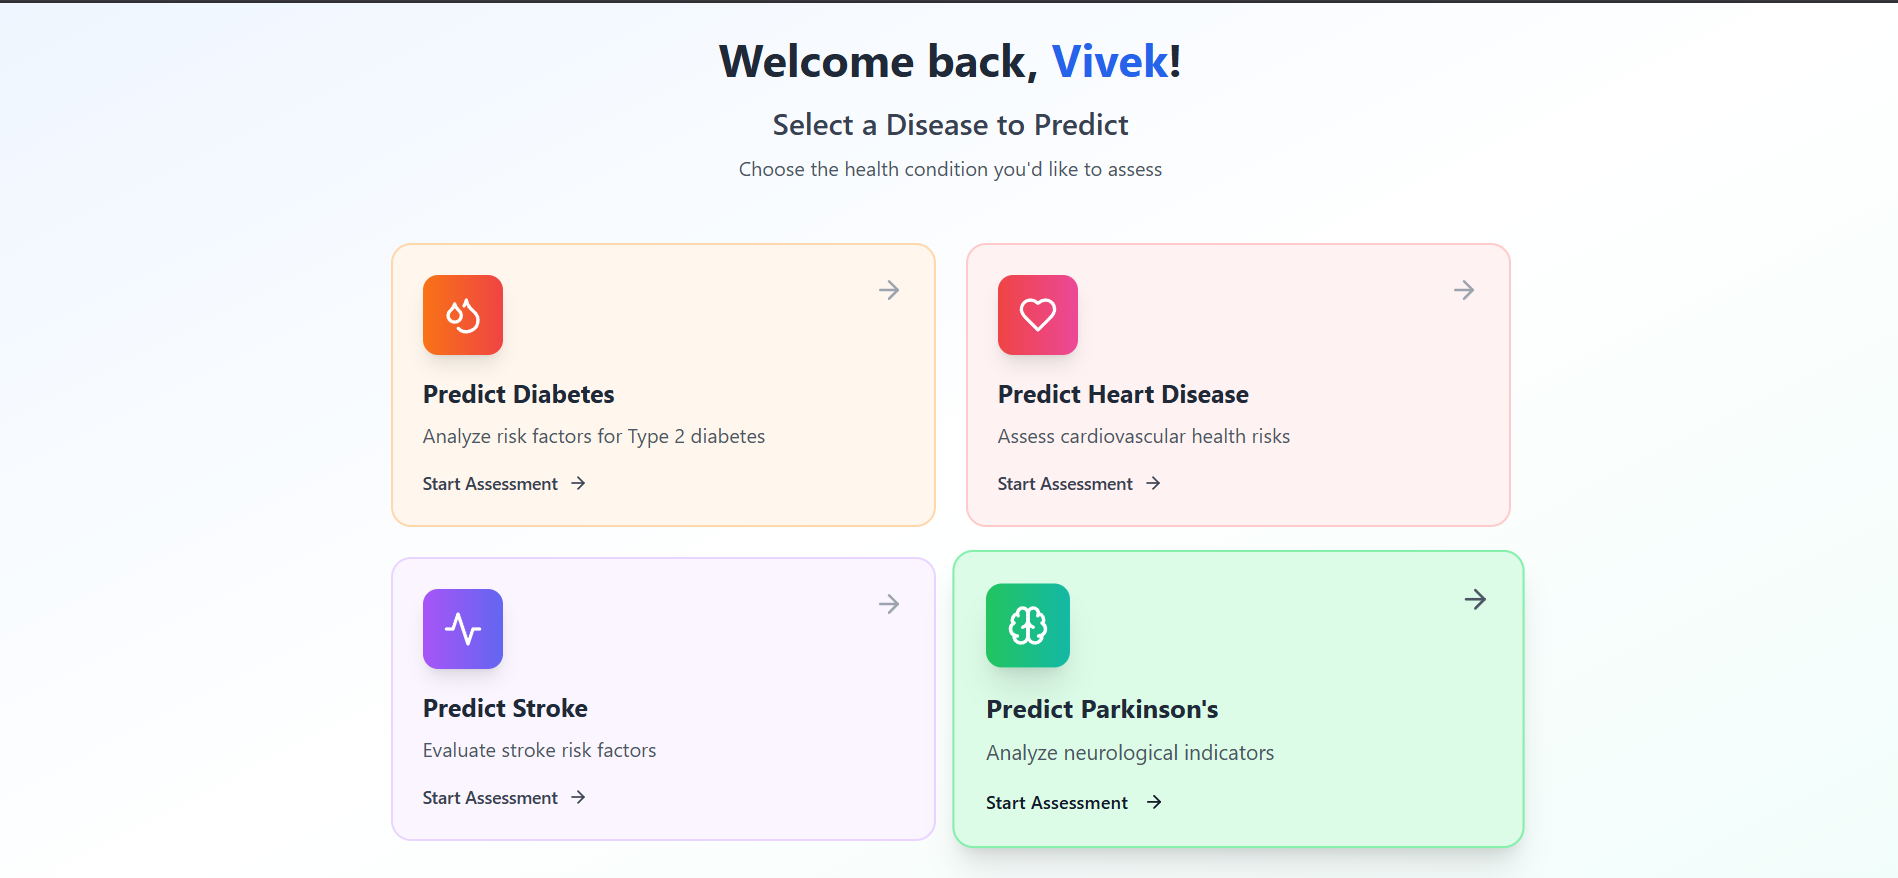 Welcome back, Vivek!
Select a Disease to Predict
Choose the health condition you'd like to assess
Predict Diabetes
Analyze risk factors for Type 2 diabetes
Start Assessment
Predict Heart Disease
Assess cardiovascular health risks
Start Assessment
Predict Stroke
Evaluate stroke risk factors
Start Assessment
Predict Parkinson's
Analyze neurological indicators
Start Assessment